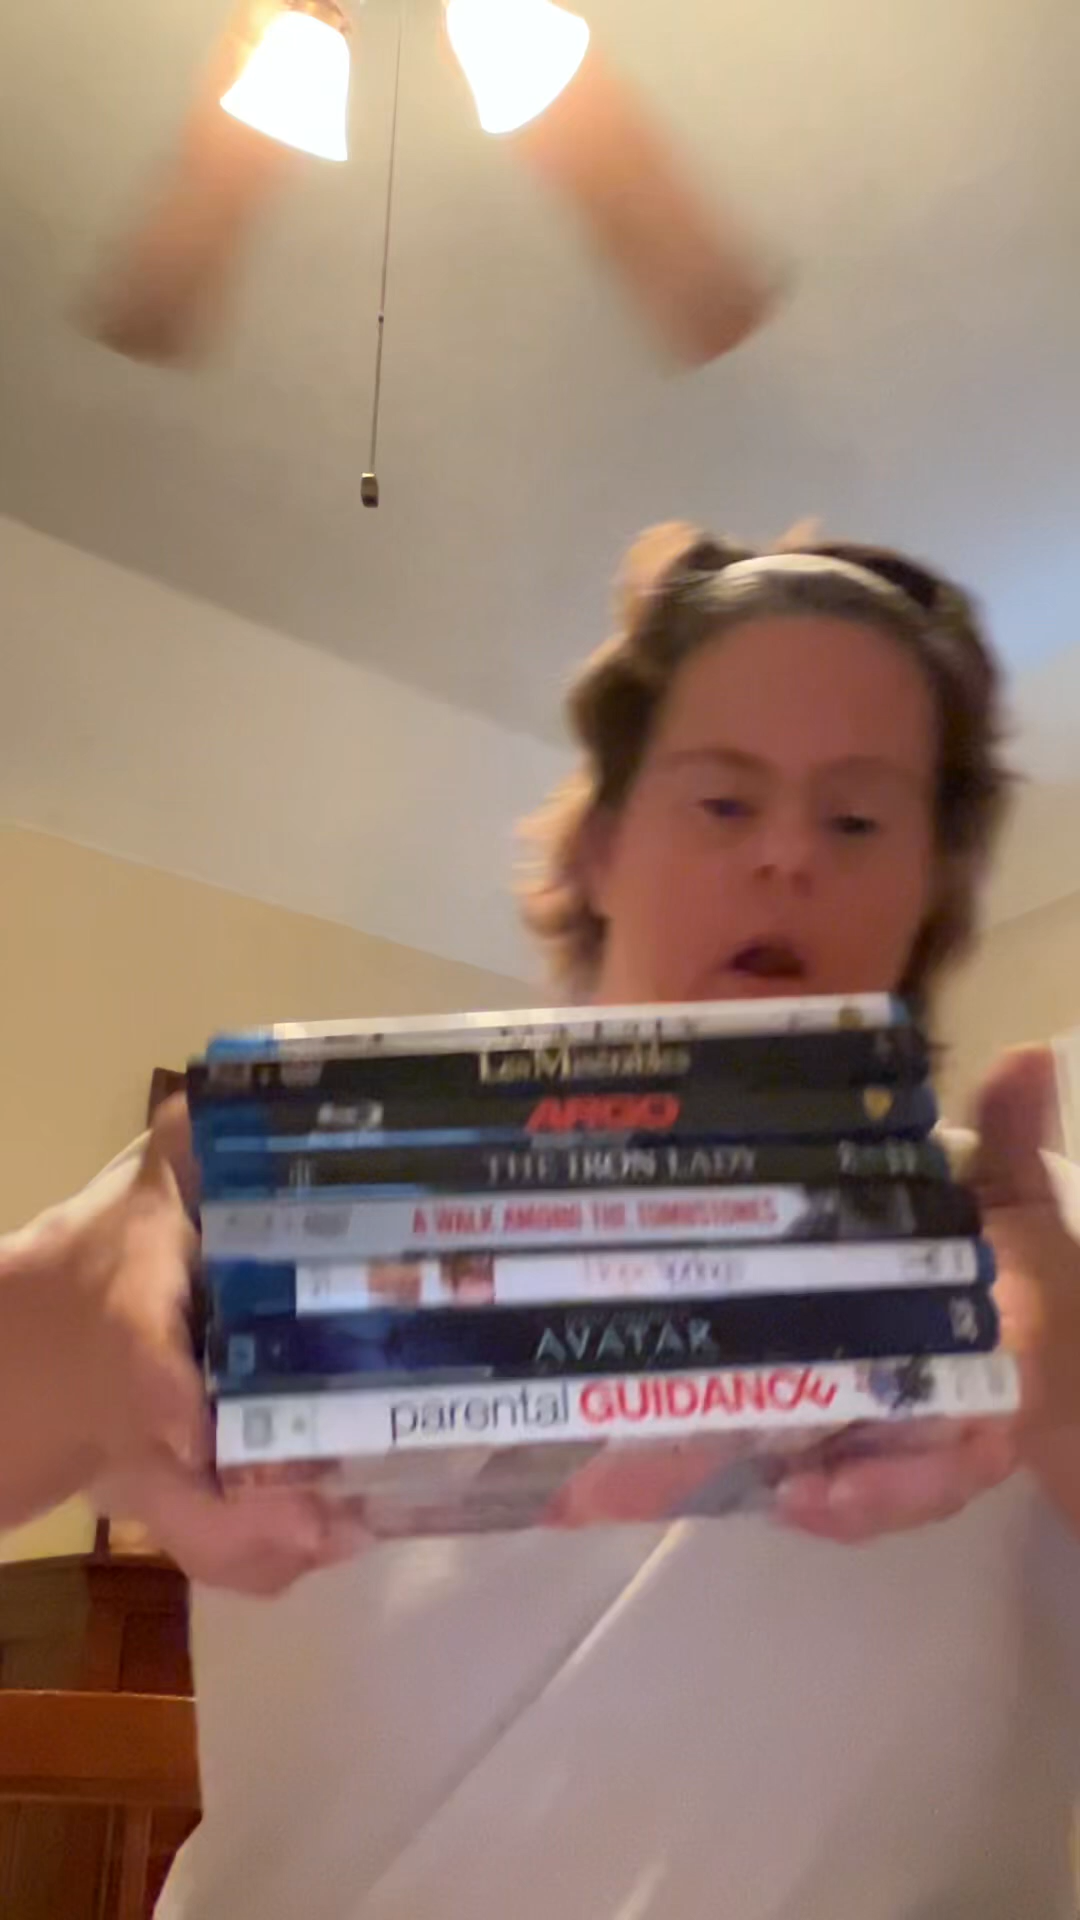 Les Misérables
ARGO
THE IRON LADY
A WALK AMONG THE TOMBSTONES
AVATAR
parental GUIDANCE